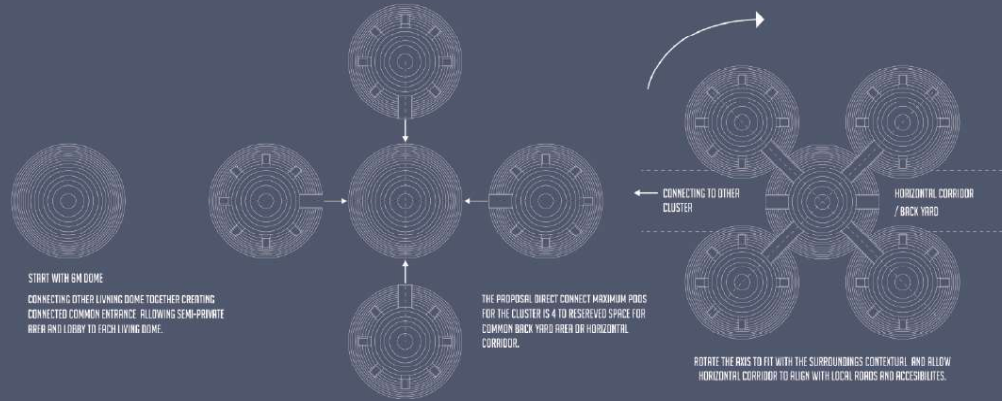 START WITH 6M DOME
CONNECTING OTHER LIVNING DOME TOGETHER CREATING
CONNECTED COMMON ENTRANCE ALLOWING SEMI-PRIVATE
AREA AND LOBBY TO EACH LIVING DOME.
THE PROPOSAL DIRECT CONNECT MAXIMUM PODS
FOR THE CLUSTER IS 4 TO RESEREVED SPACE FOR
COMMON BACK YARD AREA OR HORIZONTAL
CORRIDOR.
CONNECTING TO OTHER
CLUSTER
HORIZONTAL CORRIDOR
/ BACK YARD
ROTATE THE AXIS TO FIT WITH THE SURROUNDINGS CONTEXTUAL AND ALLOW
HORIZONTAL CORRIDOR TO ALIGN WITH LOCAL ROADS AND ACCESIBILITES.